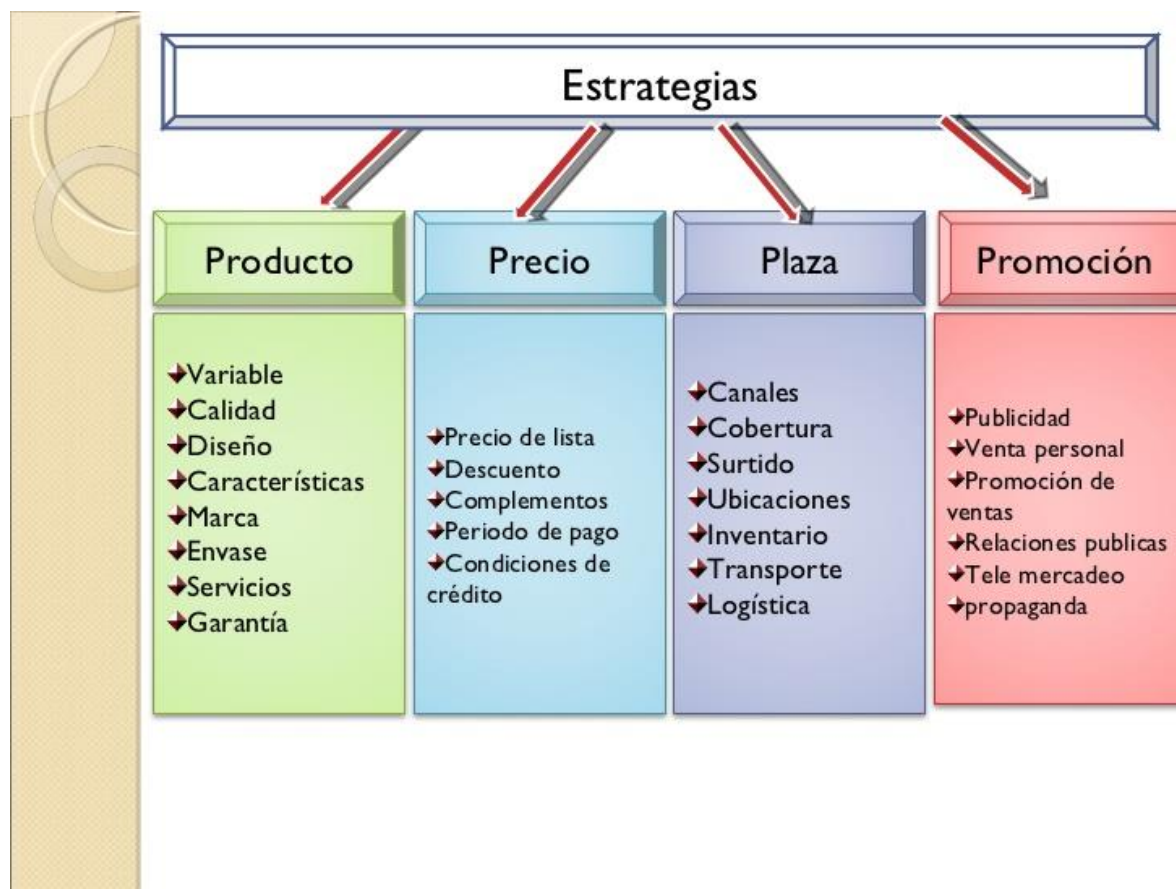 Estrategias
Producto
Variable
Calidad
Diseño
Características
Marca
Envase
Servicios
Garantía
Precio
Precio de lista
Descuento
Complementos
Periodo de pago
Condiciones de
crédito
Plaza
Canales
Cobertura
Surtido
Ubicaciones
Inventario
Transporte
Logística
Promoción
Publicidad
Venta personal
Promoción de
ventas
Relaciones publicas
Tele mercadeo
propaganda